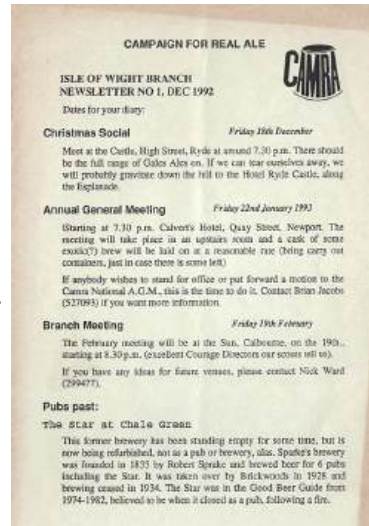 CAMPAIGN FOR REAL ALE
CAMRA
ISLE OF WIGHT BRANCH
NEWSLETTER NO 1, DEC 1992
Dates for your diary:
Christmas Social Friday 18th December
Meet at the Castle, High Street, Ryde at around 7.30 p.m. There should
be the full range of Gales Ales on. If we can tear ourselves away, we
will probably gravitate down the hill to the Hotel Ryde Castle, along
the Esplanade.
Annual General Meeting Friday 22nd January 1993
Starting at 7.30 p.m. Calvert's Hotel, Quay Street, Newport. The
meeting will take place in an upstairs room and a cask of some
exotic(?) brew will be laid on at a reasonable rate (bring carry out
containers, just in case there is some left)
If anybody wishes to stand for office or put forward a motion to the
Camra National A.G.M., this is the time to do it. Contact Brian Jacobs
(527093) if you want more information.
Branch Meeting Friday 19th February
The February meeting will be at the Sun, Calbourne, on the 19th.,
starting at 8.30p.m. (excellent Courage Directors our scouts tell us).
If you have any ideas for future venues, please contact Nick Ward
(299477).
Pubs past:
The Star at Chale Green
This former brewery has been standing empty for some time, but is
now being refurbished, not as a pub or brewery, alas. Sprake's brewery
was founded in 1833 by Robert Sprake and brewed beer for 6 pubs
including the Star. It was taken over by Brickwoods in 1928 and
brewing ceased in 1934. The Star was in the Good Beer Guide from
1974-1982, believed to be when it closed as a pub, following a fire.